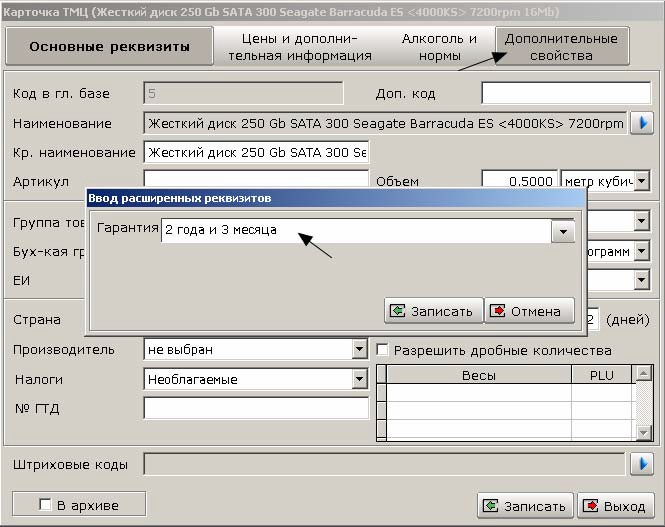 Карточка ТМЦ (Жесткий диск 250 Gb SATA 300 Seagate Barracuda ES <4000KS> 7200rpm 16Mb)
Основные реквизиты
Цены и дополни-
тельная информация
Алкоголь и
нормы
Дополнительные
свойства
Код в гл. базе 5 Доп. код
Наименование Жесткий диск 250 Gb SATA 300 Seagate Barracuda ES <4000KS> 7200rpm
Кр. наименование Жесткий диск 250 Gb SATA 300 Se
Артикул Объем 0.5000 метр кубич
Ввод расширенных реквизитов
Группа тов
Гарантия 2 года и 3 месяца
Бух-кая гр ограмм
ЕИ
Записать Отмена
Страна 2 (дней)
Производитель не выбран Разрешить дробные количества
Налоги Необлагаемые Весы PLU
№ ГТД
Штриховые коды
В архиве Записать Выход